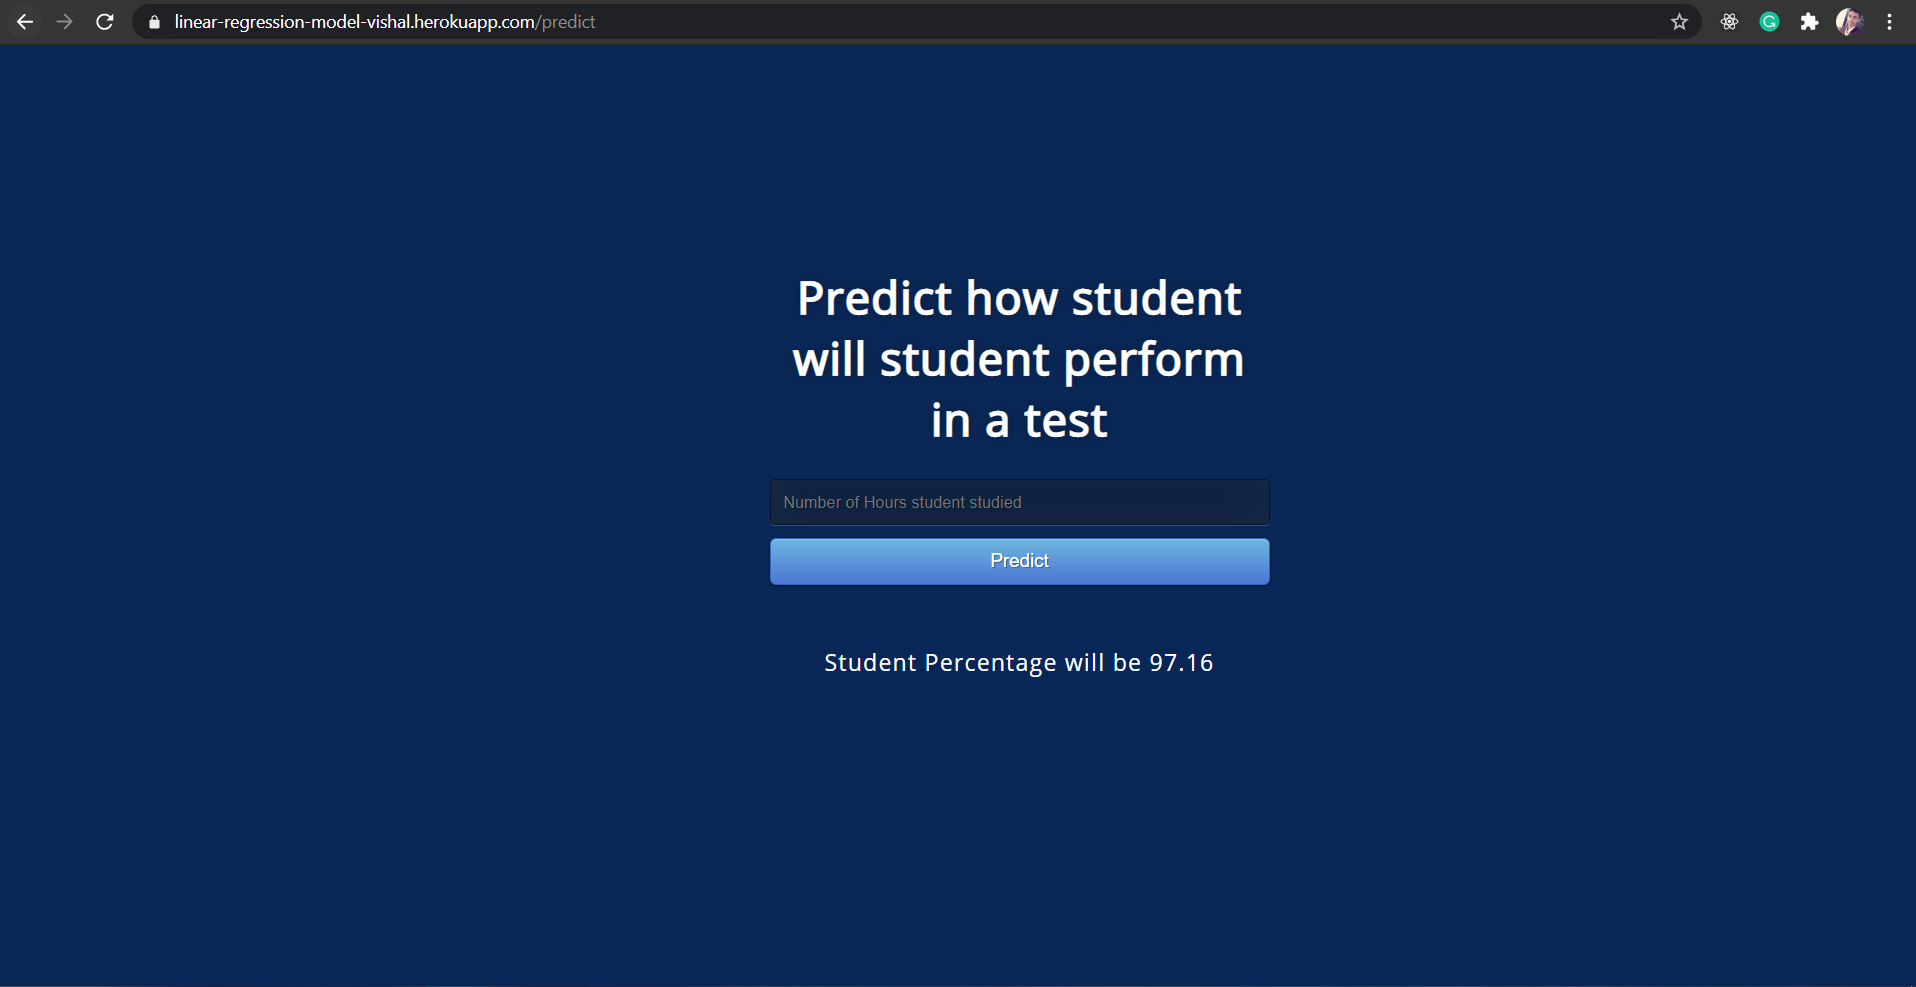 linear-regression-model-vishal.herokuapp.com/predict
Predict how student
will student perform
in a test
Number of Hours student studied
Predict
Student Percentage will be 97.16